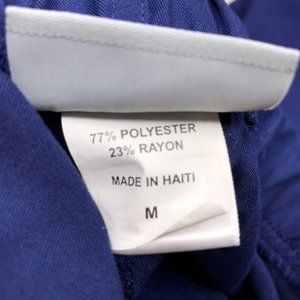 77% POLYESTER
23% RAYON
MADE IN HAITI
M